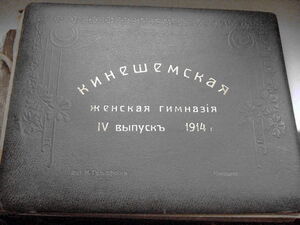 КИНЕШЕМСКАЯ
ЖЕНСКАЯ ГИМНАЗІЯ
IV ВЫПУСКЪ 1914 г.